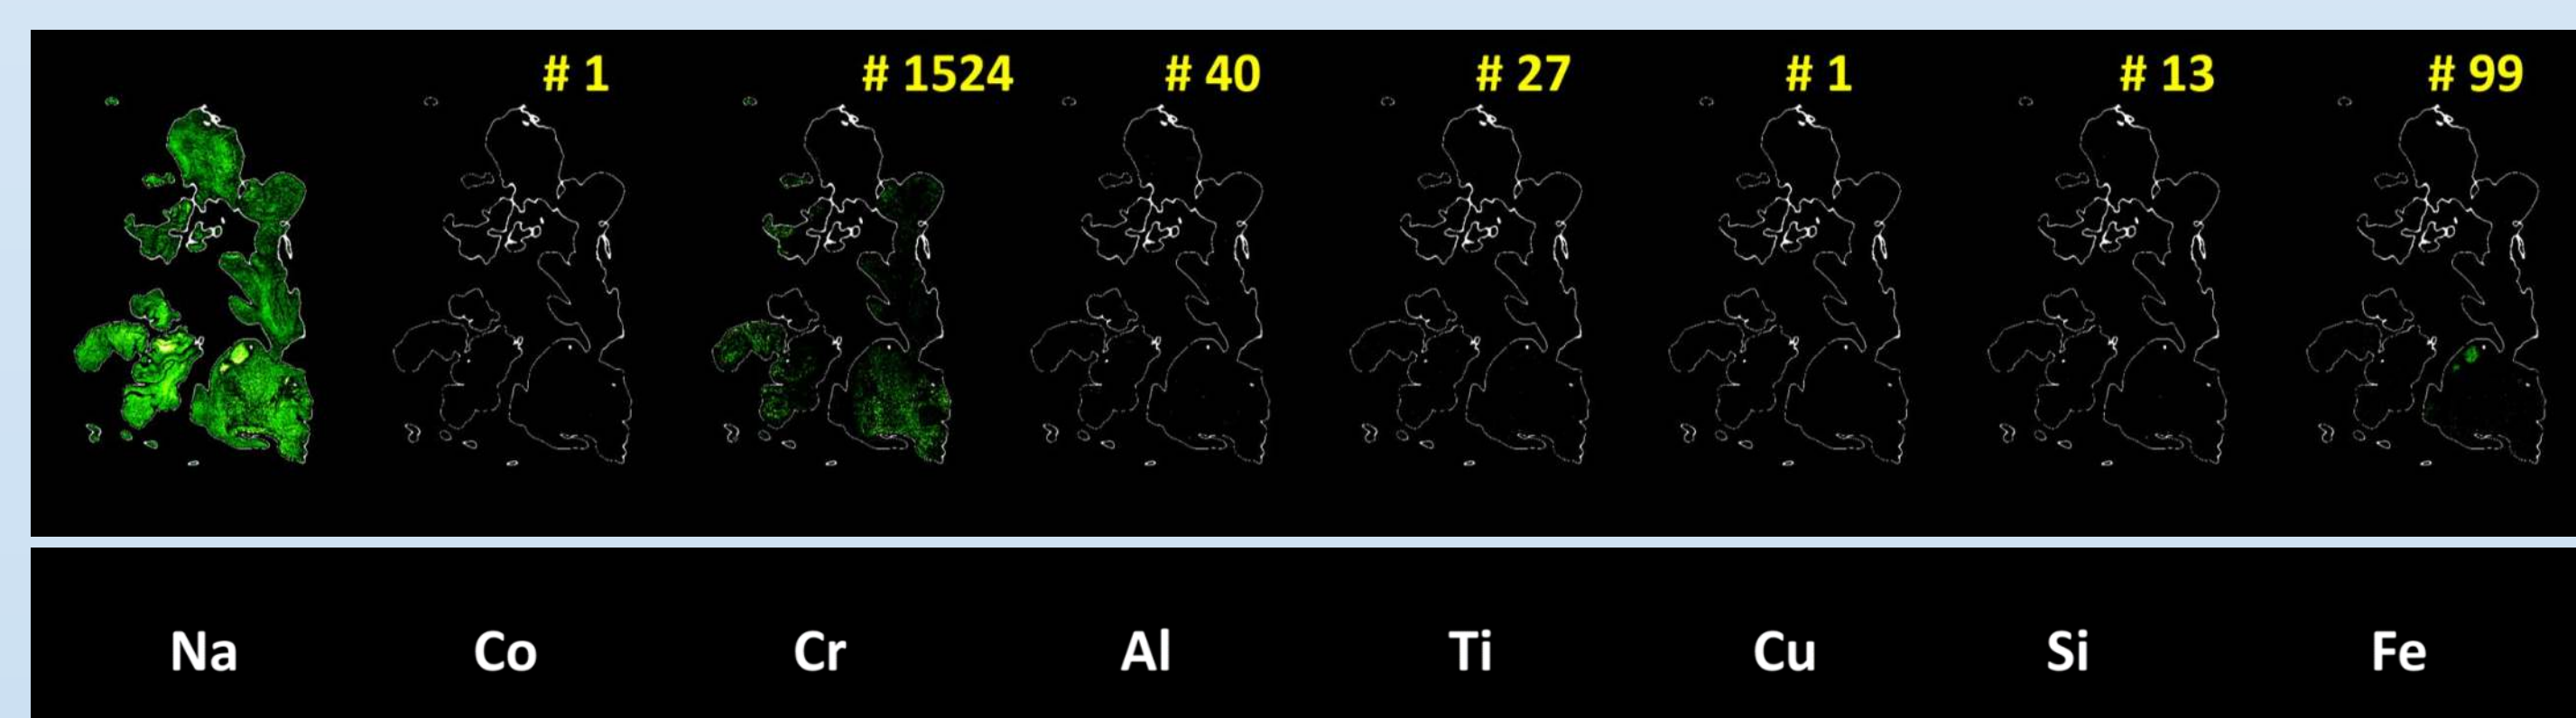 # 1 # 1524 # 40 # 27 # 1 # 13 # 99
Na Co Cr Al Ti Cu Si Fe